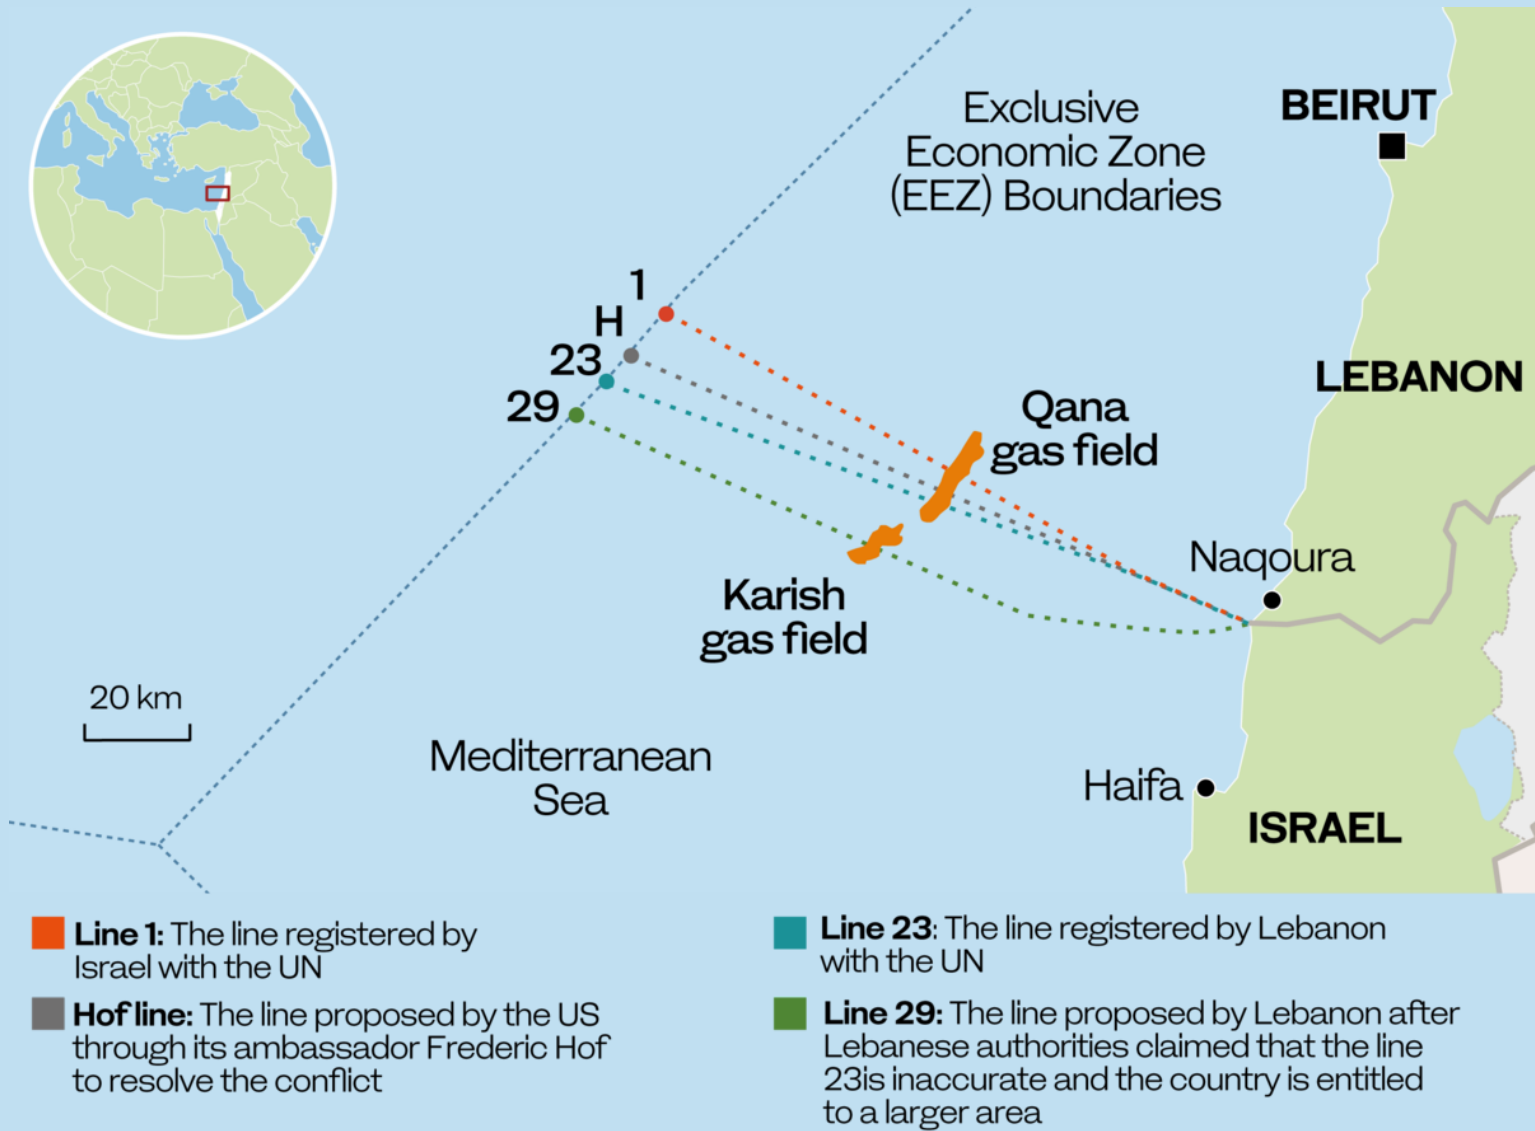 Exclusive
Economic Zone
(EEZ) Boundaries
BEIRUT
1
H
23
29
LEBANON
Qana
gas field
Naqoura
Karish
gas field
20 km
Mediterranean
Sea
Haifa
ISRAEL
Line 1: The line registered by
Israel with the UN
Hof line: The line proposed by the US
through its ambassador Frederic Hof
to resolve the conflict
Line 23: The line registered by Lebanon
with the UN
Line 29: The line proposed by Lebanon after
Lebanese authorities claimed that the line
23is inaccurate and the country is entitled
to a larger area